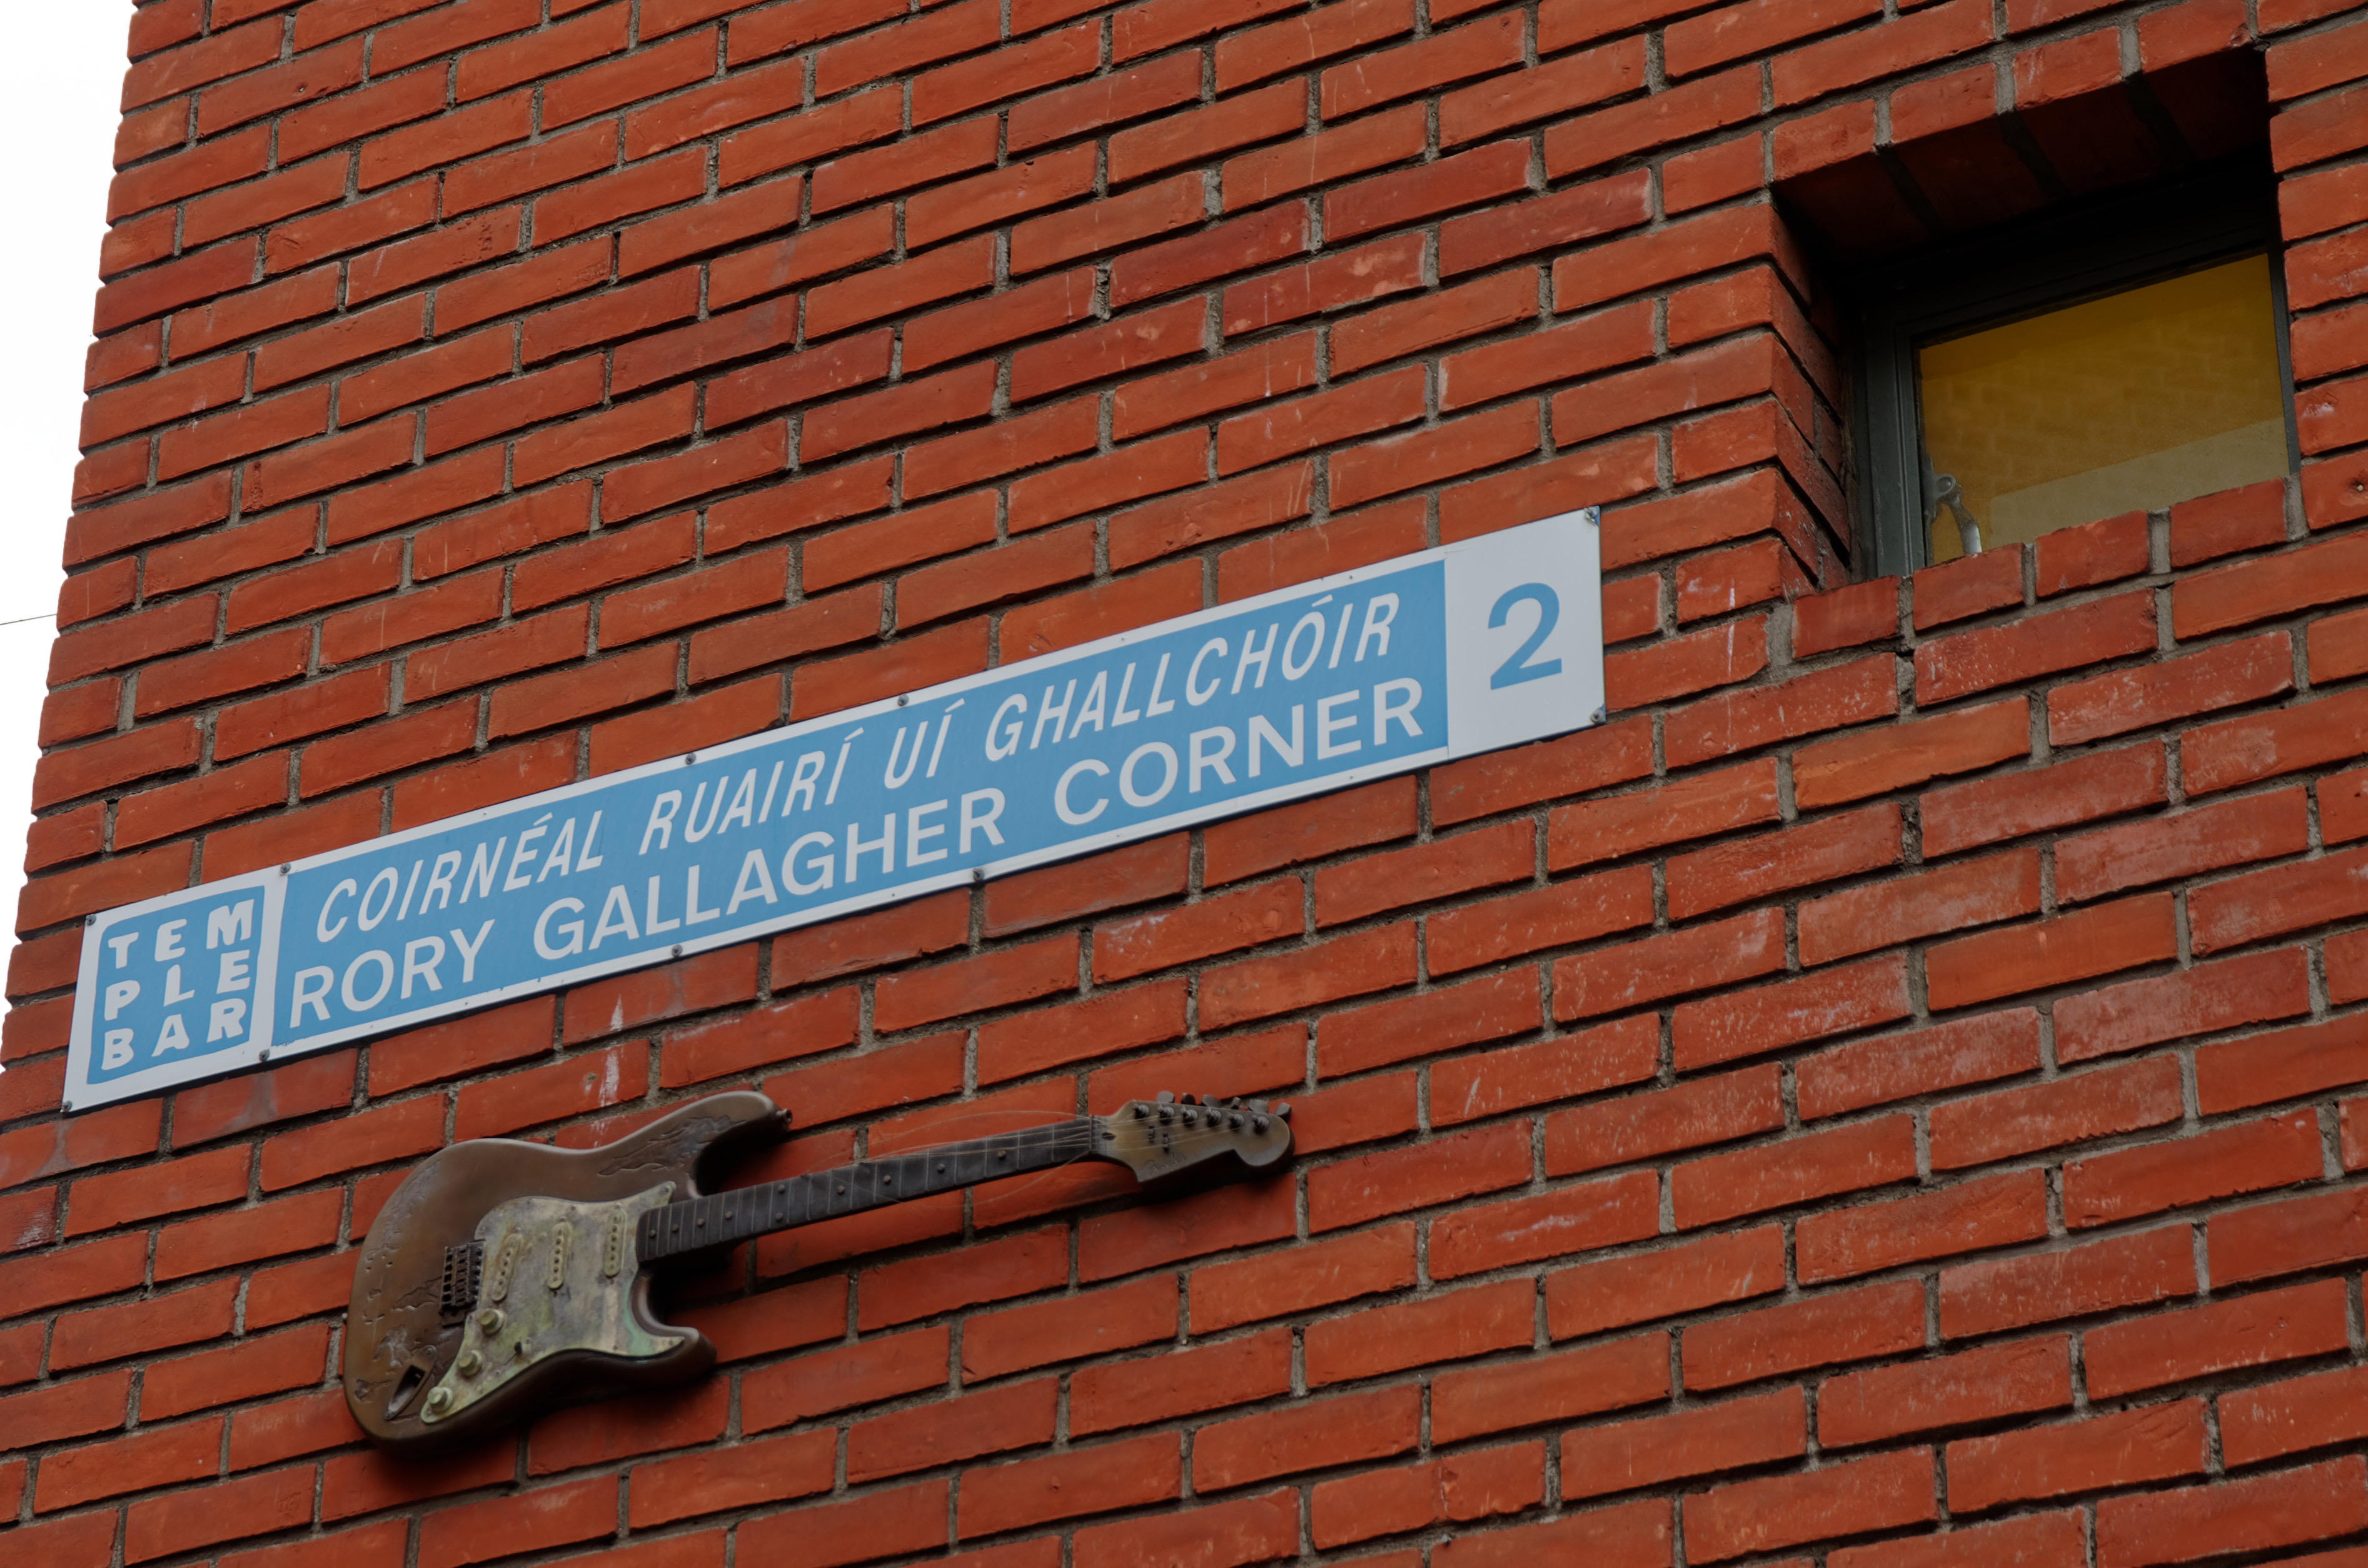 TEM
PLE
BAR
COIRNÉAL RUAIRÍ UÍ GHALLCHÓIR
RORY GALLAGHER CORNER
2